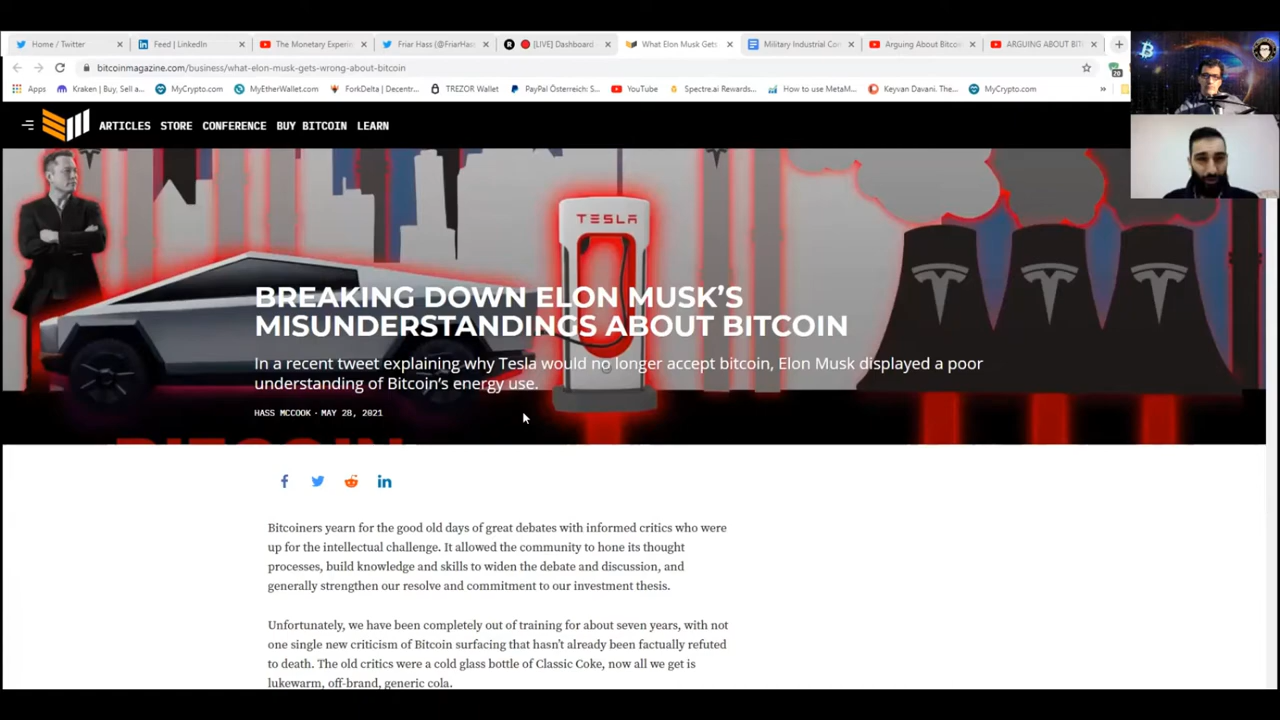 Home / Twitter
Feed | LinkedIn
The Monetary Experim
Friar Hass (@FriarHas
(LIVE) Dashboard
What Elon Musk Gets
Military Industrial Con
Arguing About Bitcoin
ARGUING ABOUT BIT
bitcoinmagazine.com/business/what-elon-musk-gets-wrong-about-bitcoin
20
Apps
Kraken | Buy, Sell a...
MyCrypto.com
MyEtherWallet.com
ForkDelta | Decentr...
TREZOR Wallet
PayPal Österreich: S...
YouTube
Spectre.ai Rewards...
How to use MetaM...
Keyvan Davani. The...
MyCrypto.com
ARTICLES STORE CONFERENCE BUY BITCOIN LEARN
TESLA
BREAKING DOWN ELON MUSK’S
MISUNDERSTANDINGS ABOUT BITCOIN
In a recent tweet explaining why Tesla would no longer accept bitcoin, Elon Musk displayed a poor
understanding of Bitcoin’s energy use.
HASS MCCOOK · MAY 28, 2021
Bitcoiners yearn for the good old days of great debates with informed critics who were
up for the intellectual challenge. It allowed the community to hone its thought
processes, build knowledge and skills to widen the debate and discussion, and
generally strengthen our resolve and commitment to our investment thesis.
Unfortunately, we have been completely out of training for about seven years, with not
one single new criticism of Bitcoin surfacing that hasn’t already been factually refuted
to death. The old critics were a cold glass bottle of Classic Coke, now all we get is
lukewarm, off-brand, generic cola.